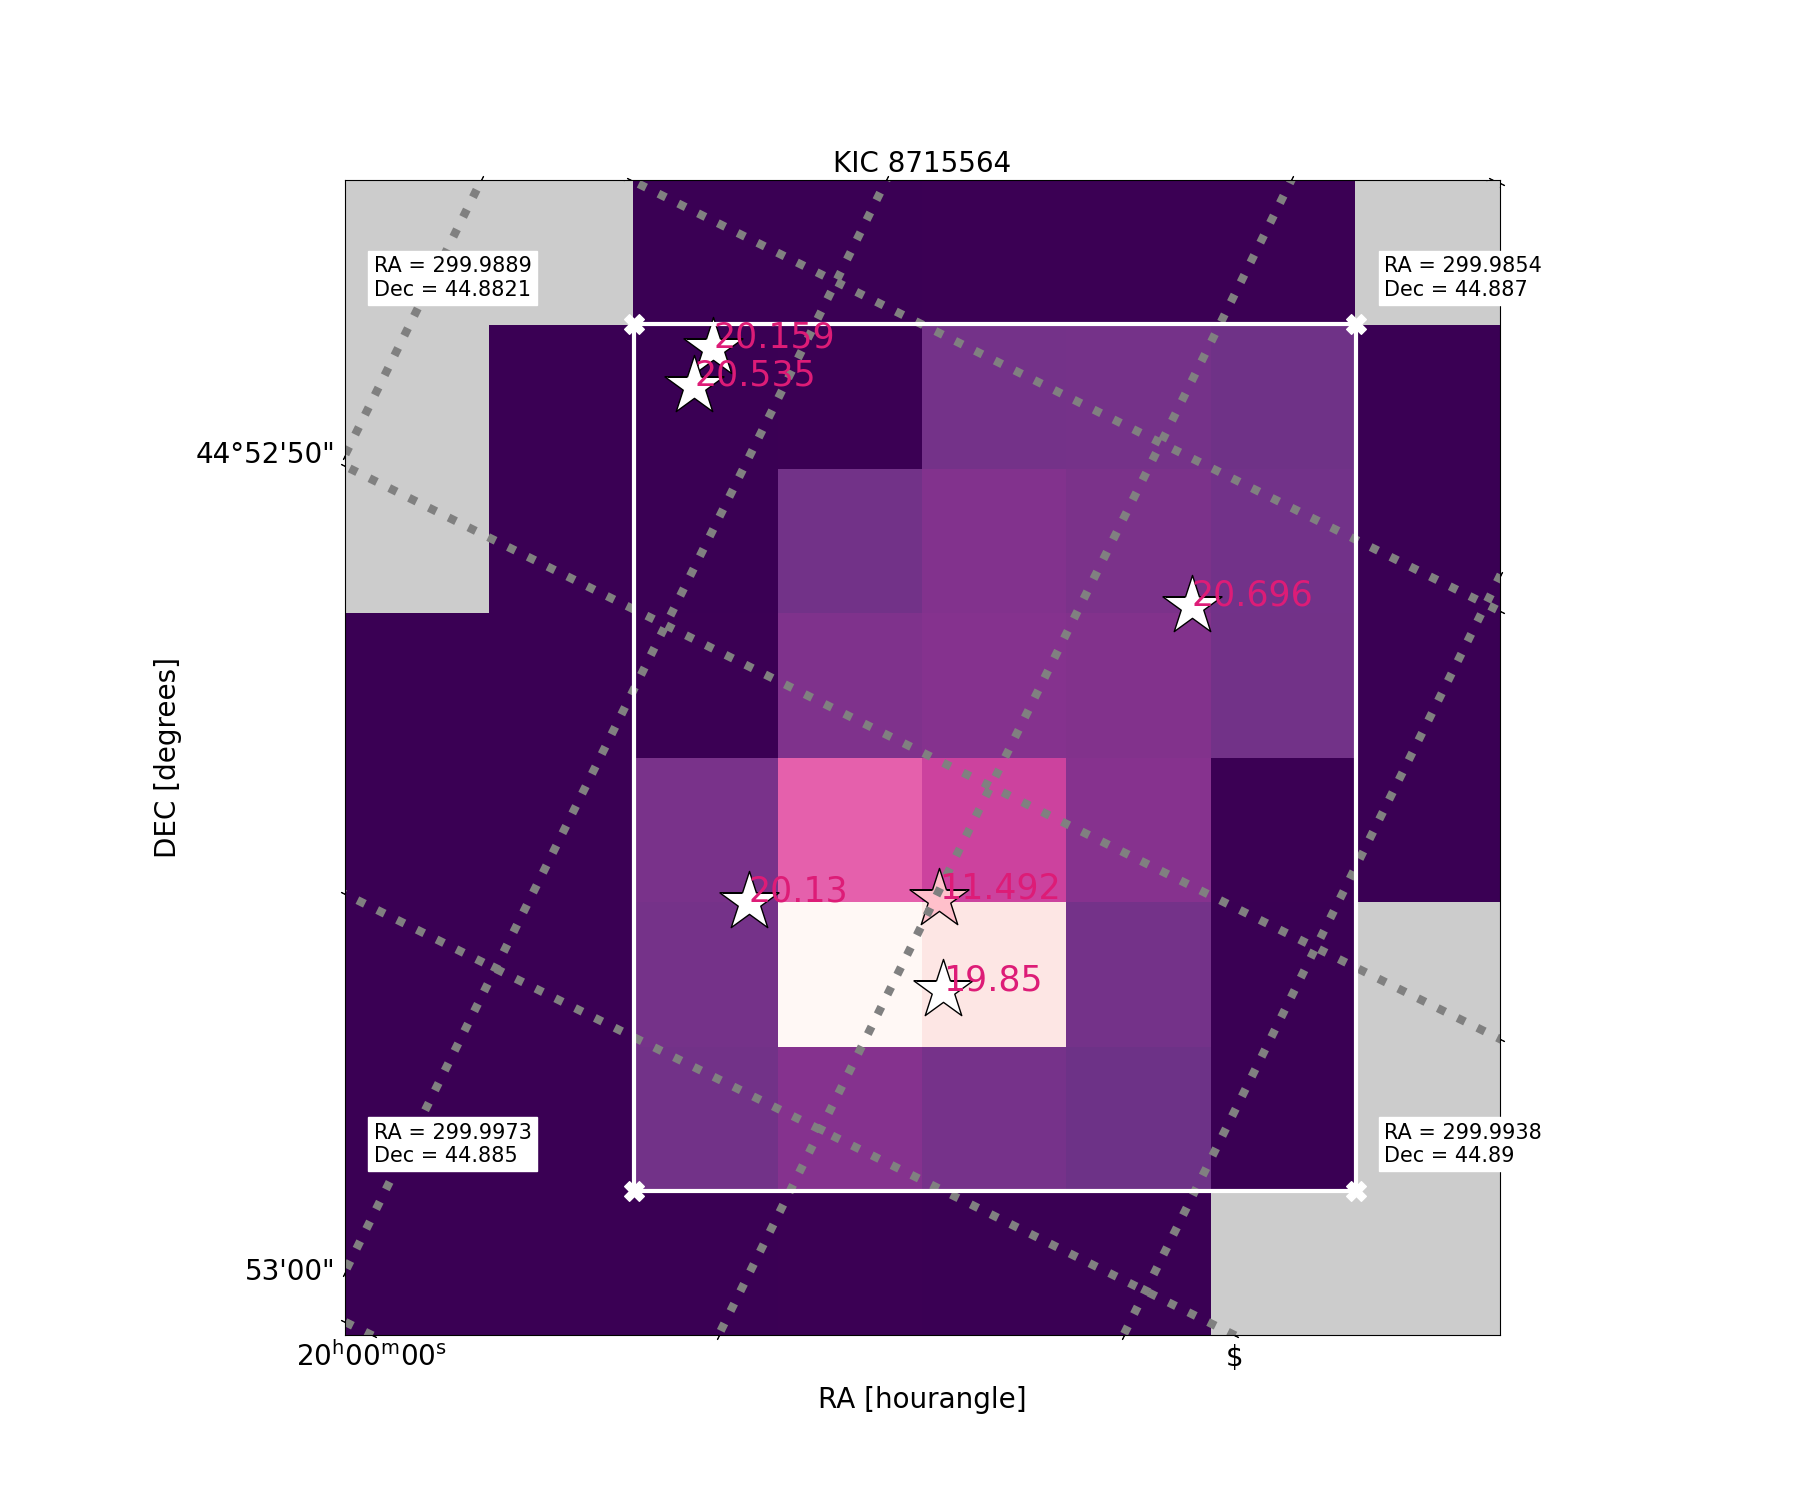 KIC 8715564
RA = 299.9889
Dec = 44.8821
RA = 299.9854
Dec = 44.887
20.159
20.535
44°52'50"
20.696
DEC [degrees]
20.13
11.492
19.85
RA = 299.9973
Dec = 44.885
RA = 299.9938
Dec = 44.89
53'00"
20ʰ00ᵐ00ˢ
$
RA [hourangle]